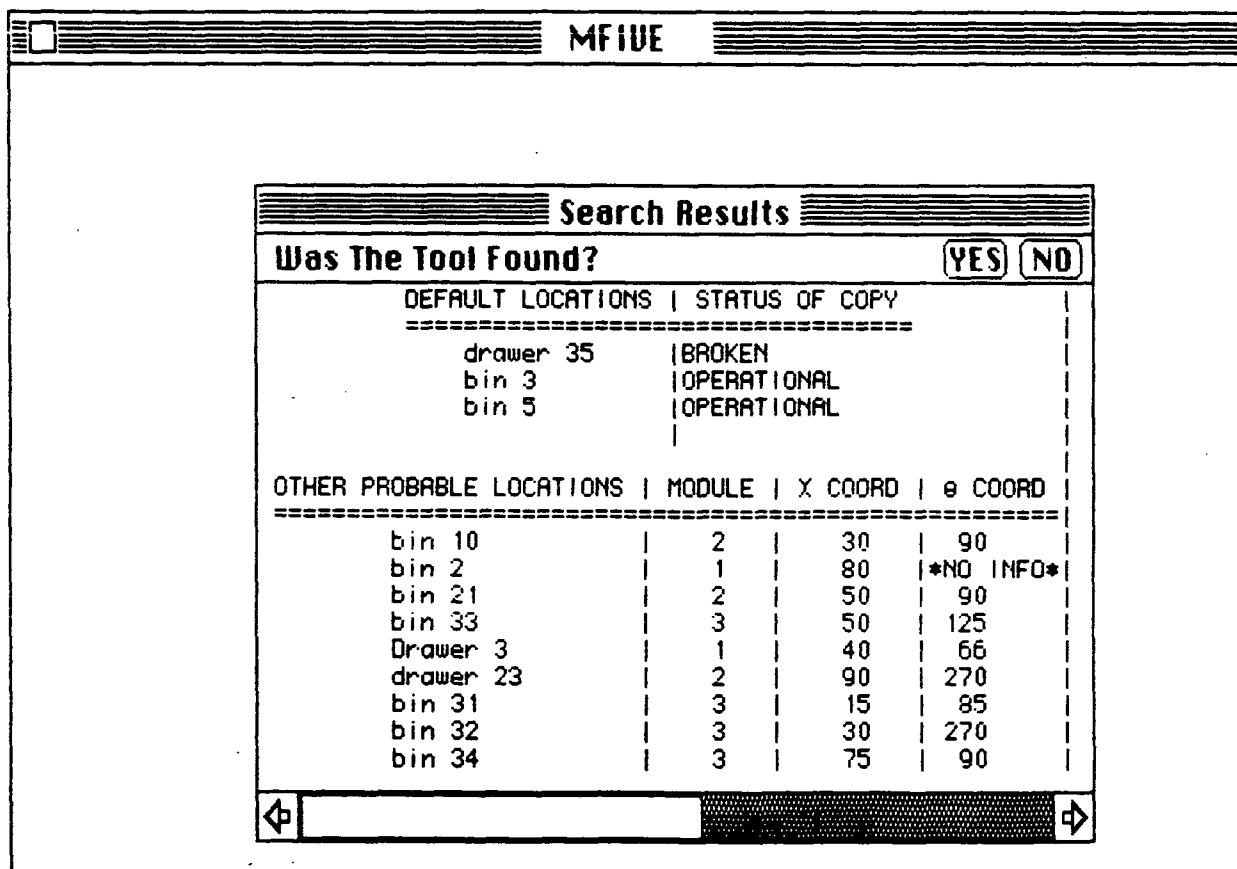 MFIVE
Search Results
Was The Tool Found? YES NO
DEFAULT LOCATIONS | STATUS OF COPY |
================================== |
drawer 35 |BROKEN |
bin 3 |OPERATIONAL |
bin 5 |OPERATIONAL |
| |
OTHER PROBABLE LOCATIONS | MODULE | X COORD | θ COORD |
======================================================|
bin 10 | 2 | 30 | 90 |
bin 2 | 1 | 80 |*NO INFO*|
bin 21 | 2 | 50 | 90 |
bin 33 | 3 | 50 | 125 |
Drawer 3 | 1 | 40 | 66 |
drawer 23 | 2 | 90 | 270 |
bin 31 | 3 | 15 | 85 |
bin 32 | 3 | 30 | 270 |
bin 34 | 3 | 75 | 90 |